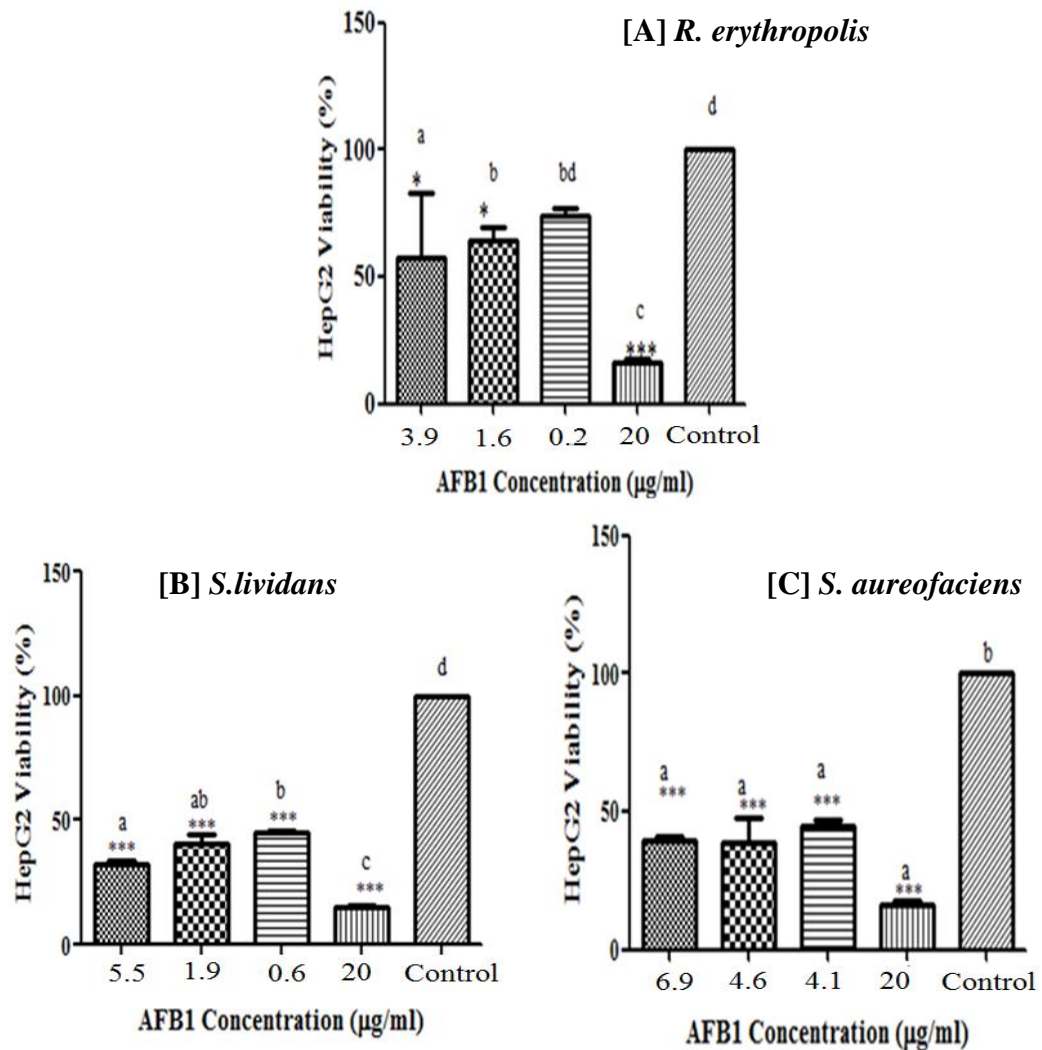 [A] R. erythropolis
150
100
50
0
HepG2 Viability (%)
a
*
b
*
bd
c
***
d
3.9 1.6 0.2 20 Control
AFB1 Concentration (µg/ml)
[B] S.lividans
150
100
50
0
HepG2 Viability (%)
a
***
ab
***
b
***
c
***
d
5.5 1.9 0.6 20 Control
AFB1 Concentration (µg/ml)
[C] S. aureofaciens
150
100
50
0
HepG2 Viability (%)
a
***
a
***
a
***
a
***
b
6.9 4.6 4.1 20 Control
AFB1 Concentration (µg/ml)